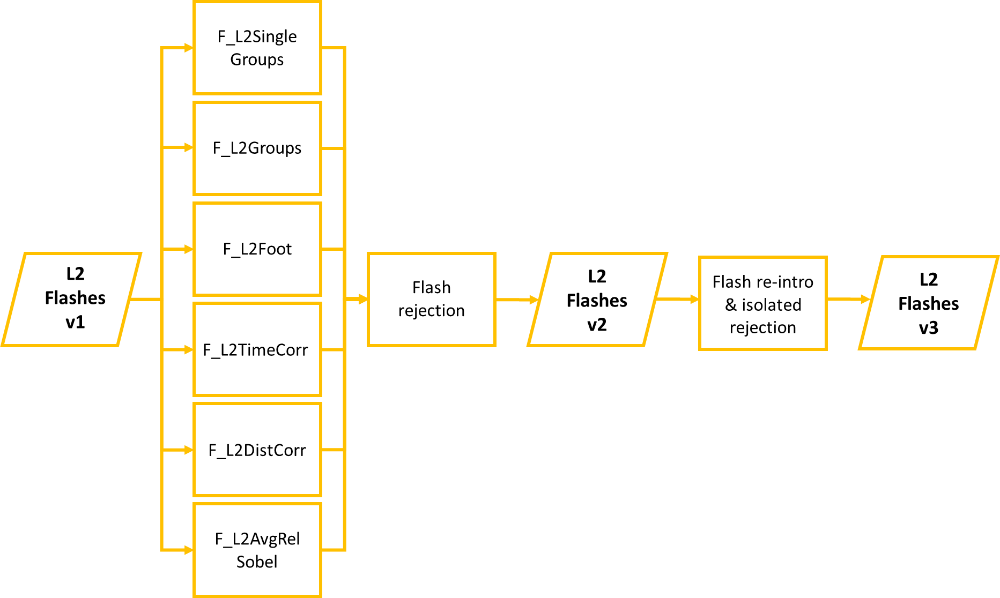 F_L2Single
Groups
F_L2Groups
F_L2Foot
L2
Flashes
v1
F_L2TimeCorr
F_L2DistCorr
F_L2AvgRel
Sobel
Flash
rejection
L2
Flashes
v2
Flash re-intro
& isolated
rejection
L2
Flashes
v3